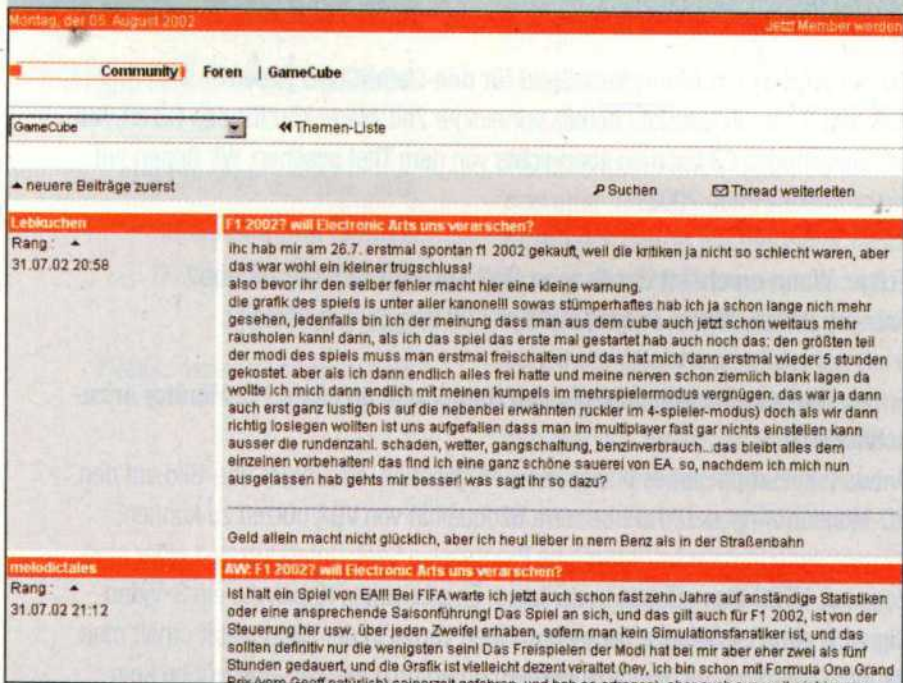 Montag, der 05. August 2002 Jetzt Member werden
Community Foren | GameCube
GameCube Themen-Liste
neuere Beiträge zuerst Suchen Thread weiterleiten
Lebkuchen F1 2002? will Electronic Arts uns verarschen?
Rang:
31.07.02 20:58
ihc hab mir am 26.7. erstmal spontan f1 2002 gekauft, weil die kritiken ja nicht so schlecht waren, aber
das war wohl ein kleiner trugschluss!
also bevor ihr den selber fehler macht hier eine kleine warnung.
die grafik des spiels is unter aller kanone!!! sowas stümperhaftes hab ich ja schon lange nich mehr
gesehen, jedenfalls bin ich der meinung dass man aus dem cube auch jetzt schon weitaus mehr
rausholen kann! dann, als ich das spiel das erste mal gestartet hab auch noch das: den größten teil
der modi des spiels muss man erstmal freischalten und das hat mich dann erstmal wieder 5 stunden
gekostet. aber als ich dann endlich alles frei hatte und meine nerven schon ziemlich blank lagen da
wollte ich mich dann endlich mit meinen kumpels im mehrspielermodus vergnügen. das war ja dann
auch erst ganz lustig (bis auf die nebenbei erwähnten ruckler im 4-spieler-modus) doch als wir dann
richtig loslegen wollten ist uns aufgefallen dass man im multiplayer fast gar nichts einstellen kann
ausser die rundenzahl. schaden, wetter, gangschaltung, benzinverbrauch...das bleibt alles dem
einzelnen vorbehalten! das find ich eine ganz schöne sauerei von EA. so, nachdem ich mich nun
ausgelassen hab gehts mir besser! was sagt ihr so dazu?
Geld allein macht nicht glücklich, aber ich heul lieber in nem Benz als in der Straßenbahn
melodictales AW: F1 2002? will Electronic Arts uns verarschen?
Rang:
31.07.02 21:12
Ist halt ein Spiel von EA!!! Bei FIFA warte ich jetzt auch schon fast zehn Jahre auf anständige Statistiken
oder eine ansprechende Saisonführung! Das Spiel an sich, und das gilt auch für F1 2002, ist von der
Steuerung her usw. über jeden Zweifel erhaben, sofern man kein Simulationsfanatiker ist, und das
sollten definitiv nur die wenigsten sein! Das Freispielen der Modi hat bei mir aber eher zwei als fünf
Stunden gedauert, und die Grafik ist vielleicht dezent veraltet (hey, ich bin schon mit Formula One Grand